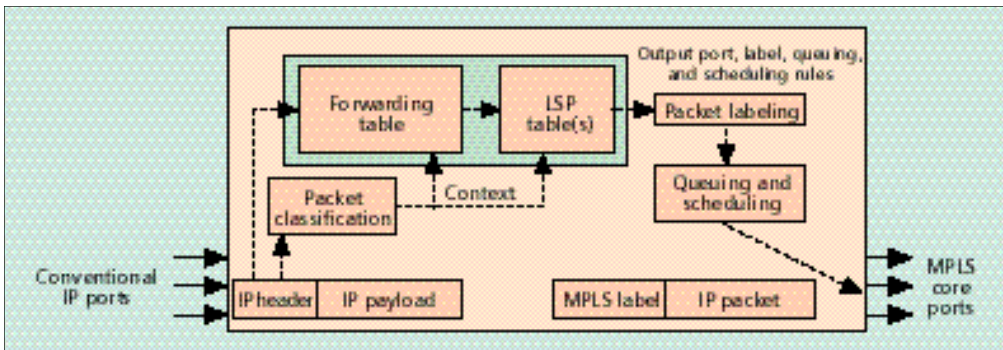 Output port, label, queuing,
and scheduling rules
Forwarding
table
LSP
table(s)
Packet labeling
Packet
classification
Context
Queuing and
scheduling
Conventional
IP ports
IP header
IP payload
MPLS label
IP packet
MPLS
core
ports